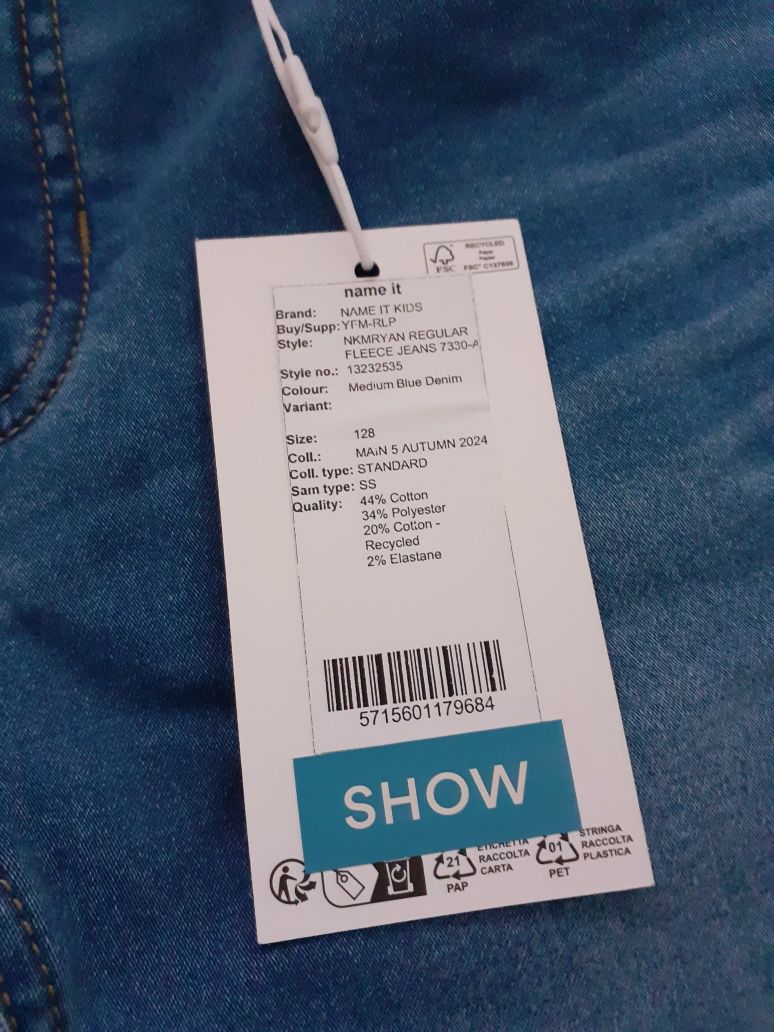 RECYCLED
Paper
Papier
FSC
FSC® C137636
name it
Brand: NAME IT KIDS
Buy/Supp: YFM-RLP
Style: NKMRYAN REGULAR
FLEECE JEANS 7330-A
Style no.: 13232535
Colour: Medium Blue Denim
Variant:
Size: 128
Coll.: MAIN 5 AUTUMN 2024
Coll. type: STANDARD
Sam type: SS
Quality: 44% Cotton
34% Polyester
20% Cotton -
Recycled
2% Elastane
5715601179684
SHOW
21
PAP
ETICHETTA
RACCOLTA
CARTA
01
PET
STRINGA
RACCOLTA
PLASTICA